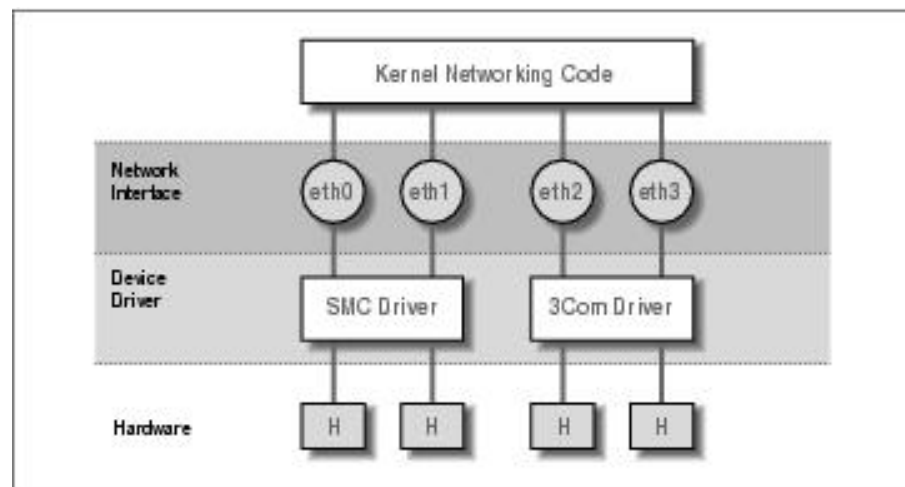 Kernel Networking Code
Network
Interface
eth0 eth1 eth2 eth3
Device
Driver
SMC Driver 3Com Driver
Hardware
H H H H